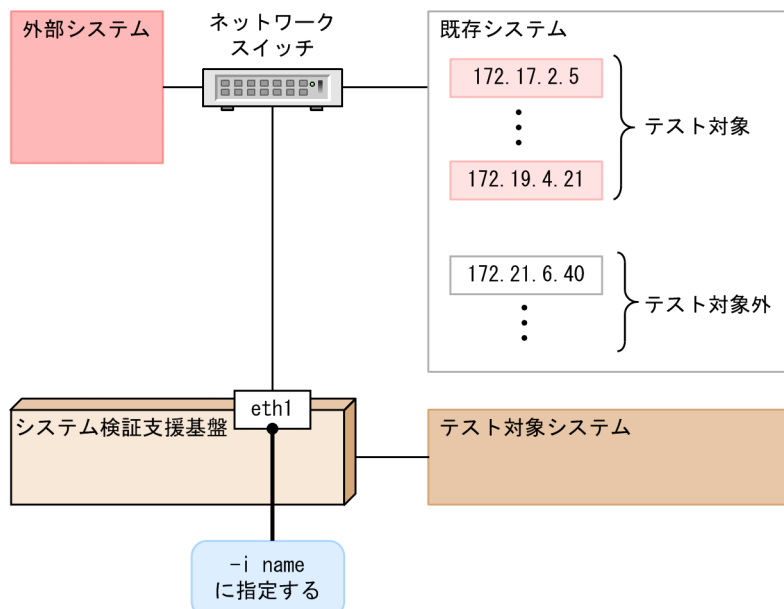 外部システム
ネットワーク
スイッチ
既存システム
172.17.2.5
テスト対象
172.19.4.21
172.21.6.40
テスト対象外
eth1
システム検証支援基盤
テスト対象システム
-i name
に指定する